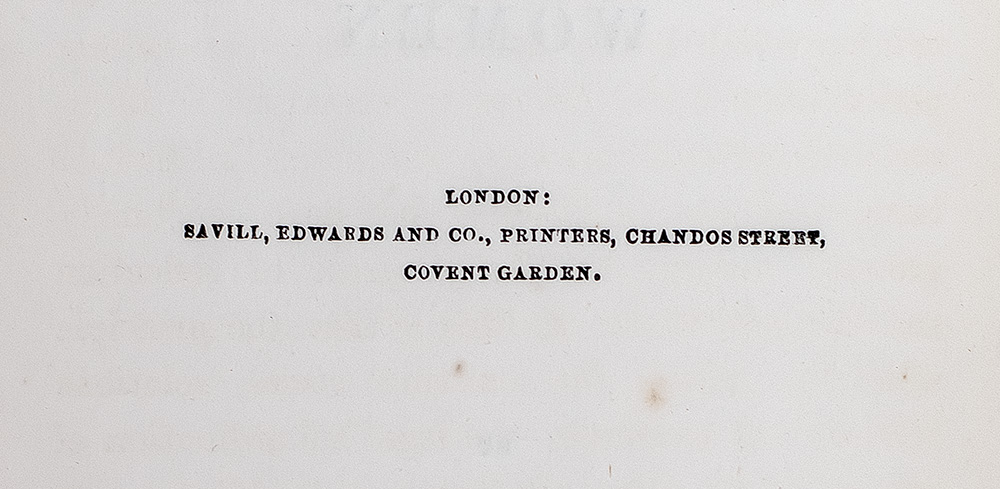 LONDON:
SAVILL, EDWARDS AND CO., PRINTERS, CHANDOS STREET,
COVENT GARDEN.